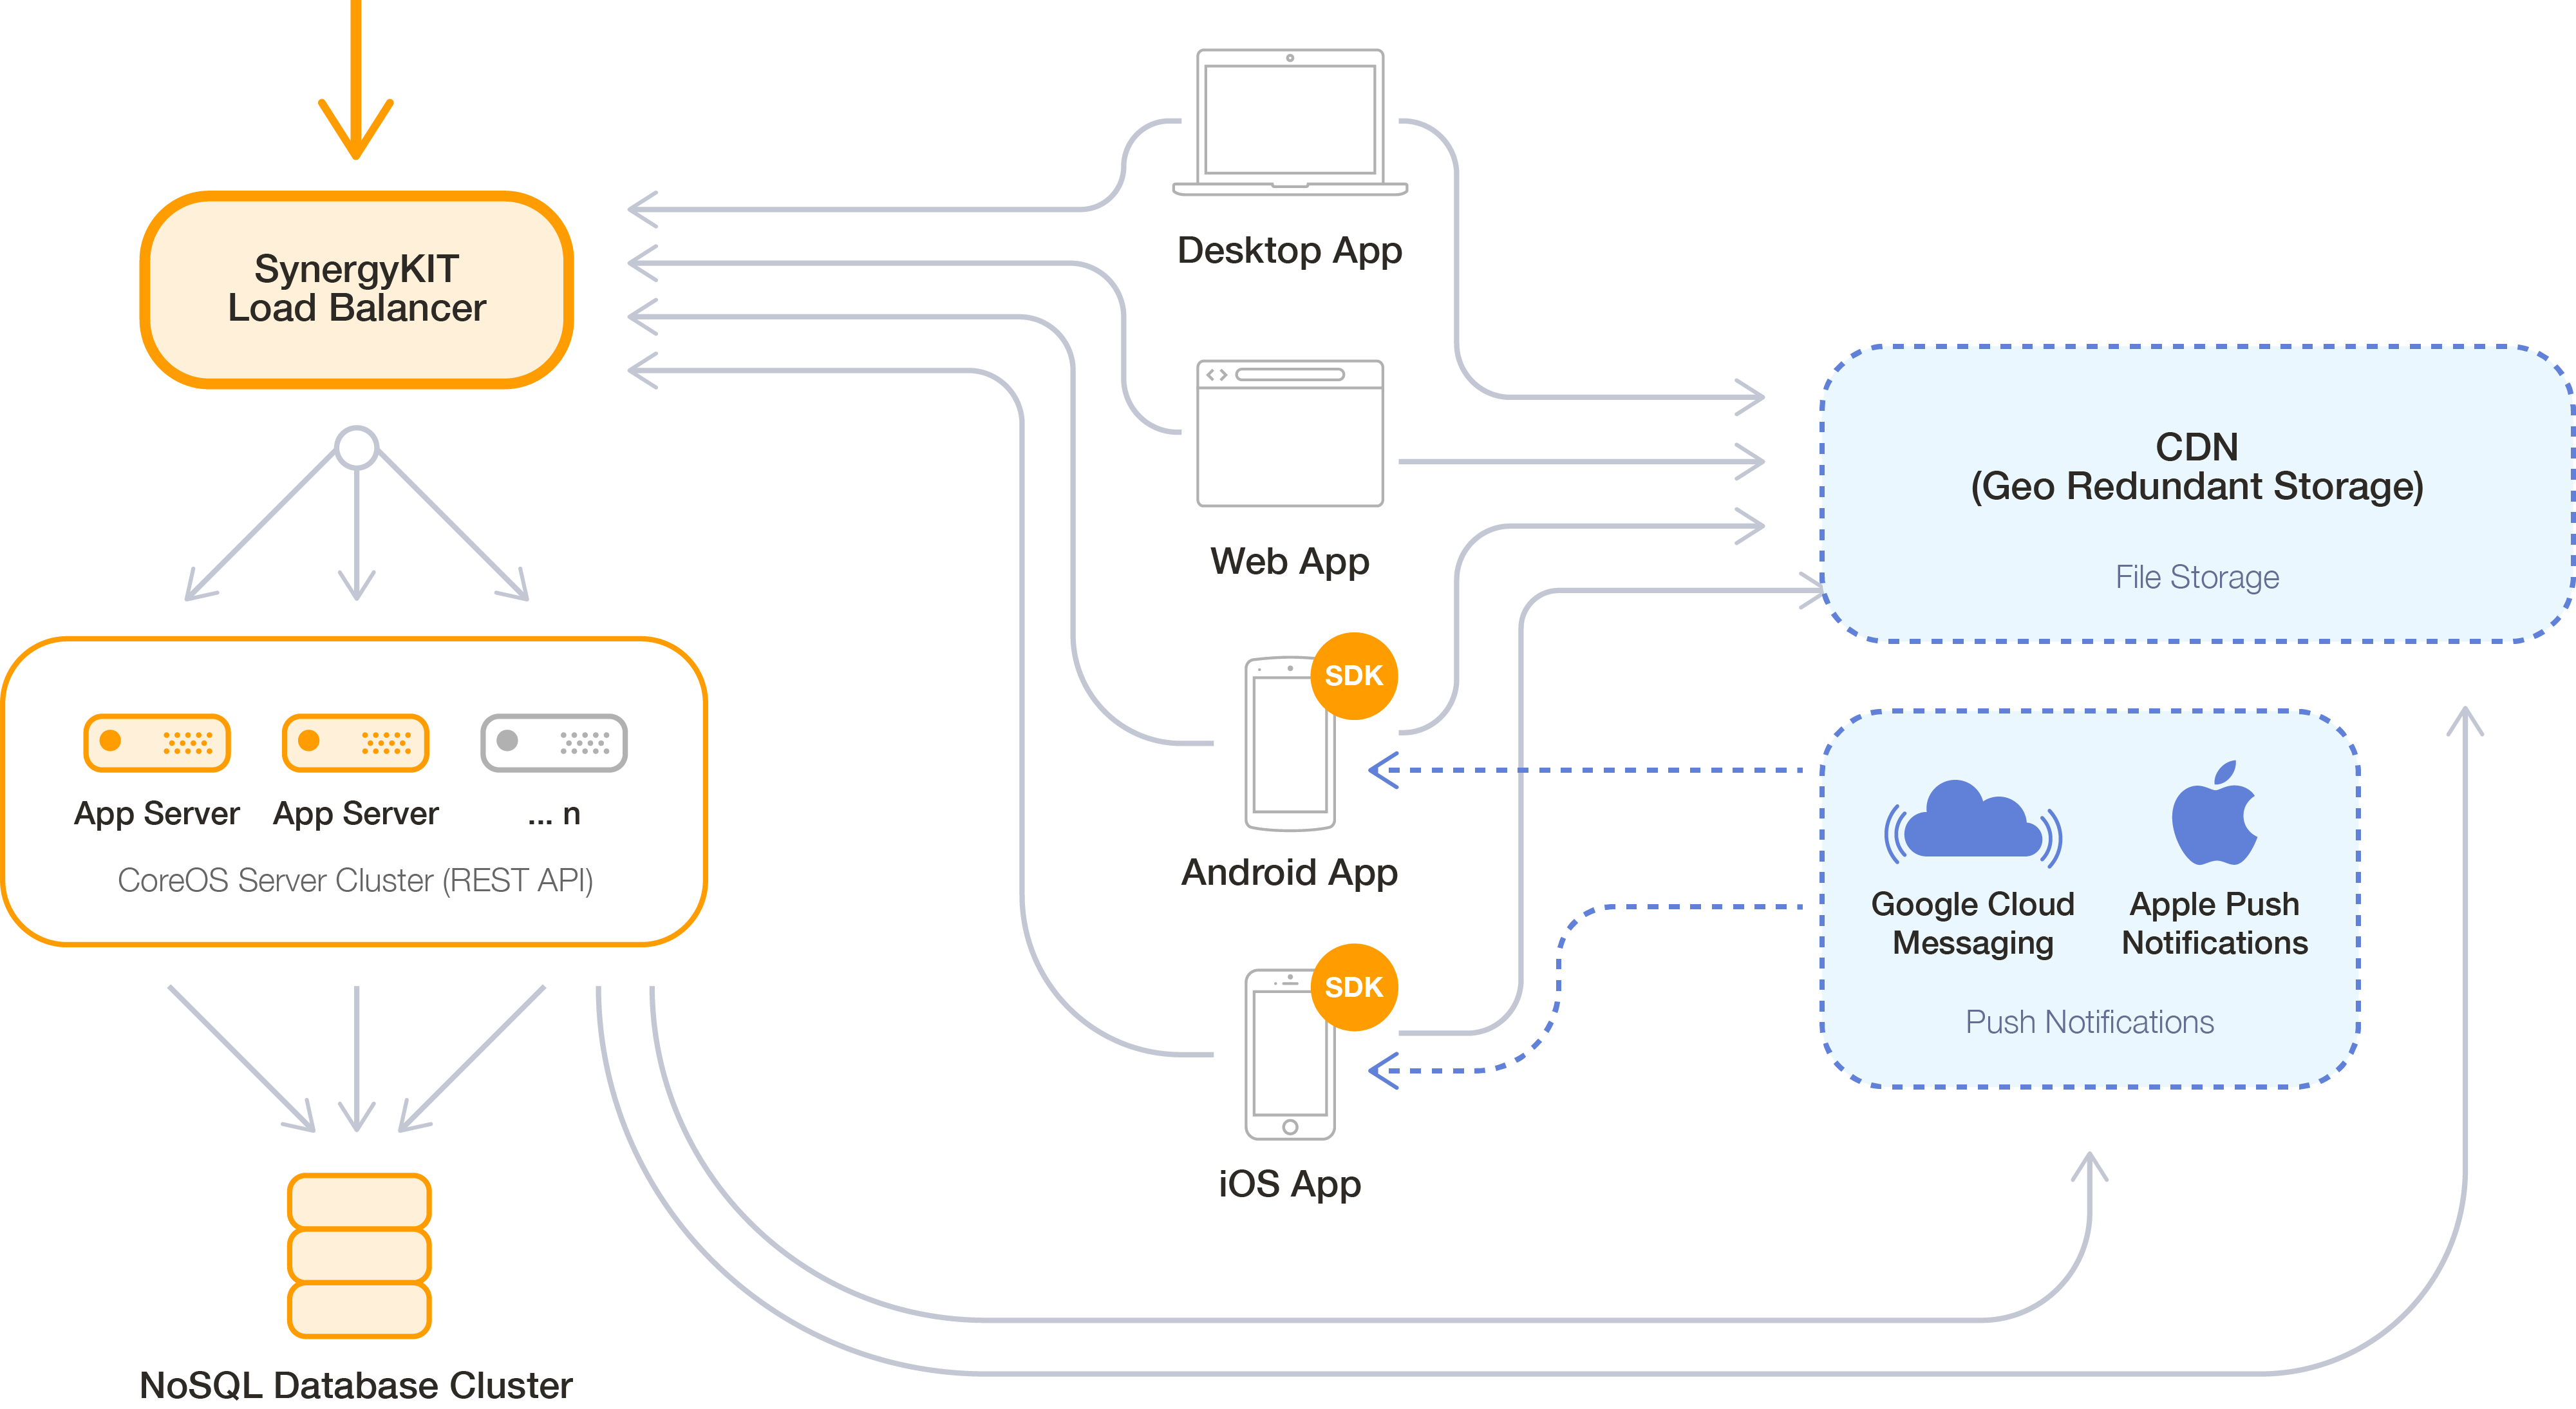 SynergyKIT
Load Balancer
App Server
App Server
... n
CoreOS Server Cluster (REST API)
NoSQL Database Cluster
Desktop App
Web App
SDK
Android App
SDK
iOS App
CDN
(Geo Redundant Storage)
File Storage
Google Cloud
Messaging
Apple Push
Notifications
Push Notifications